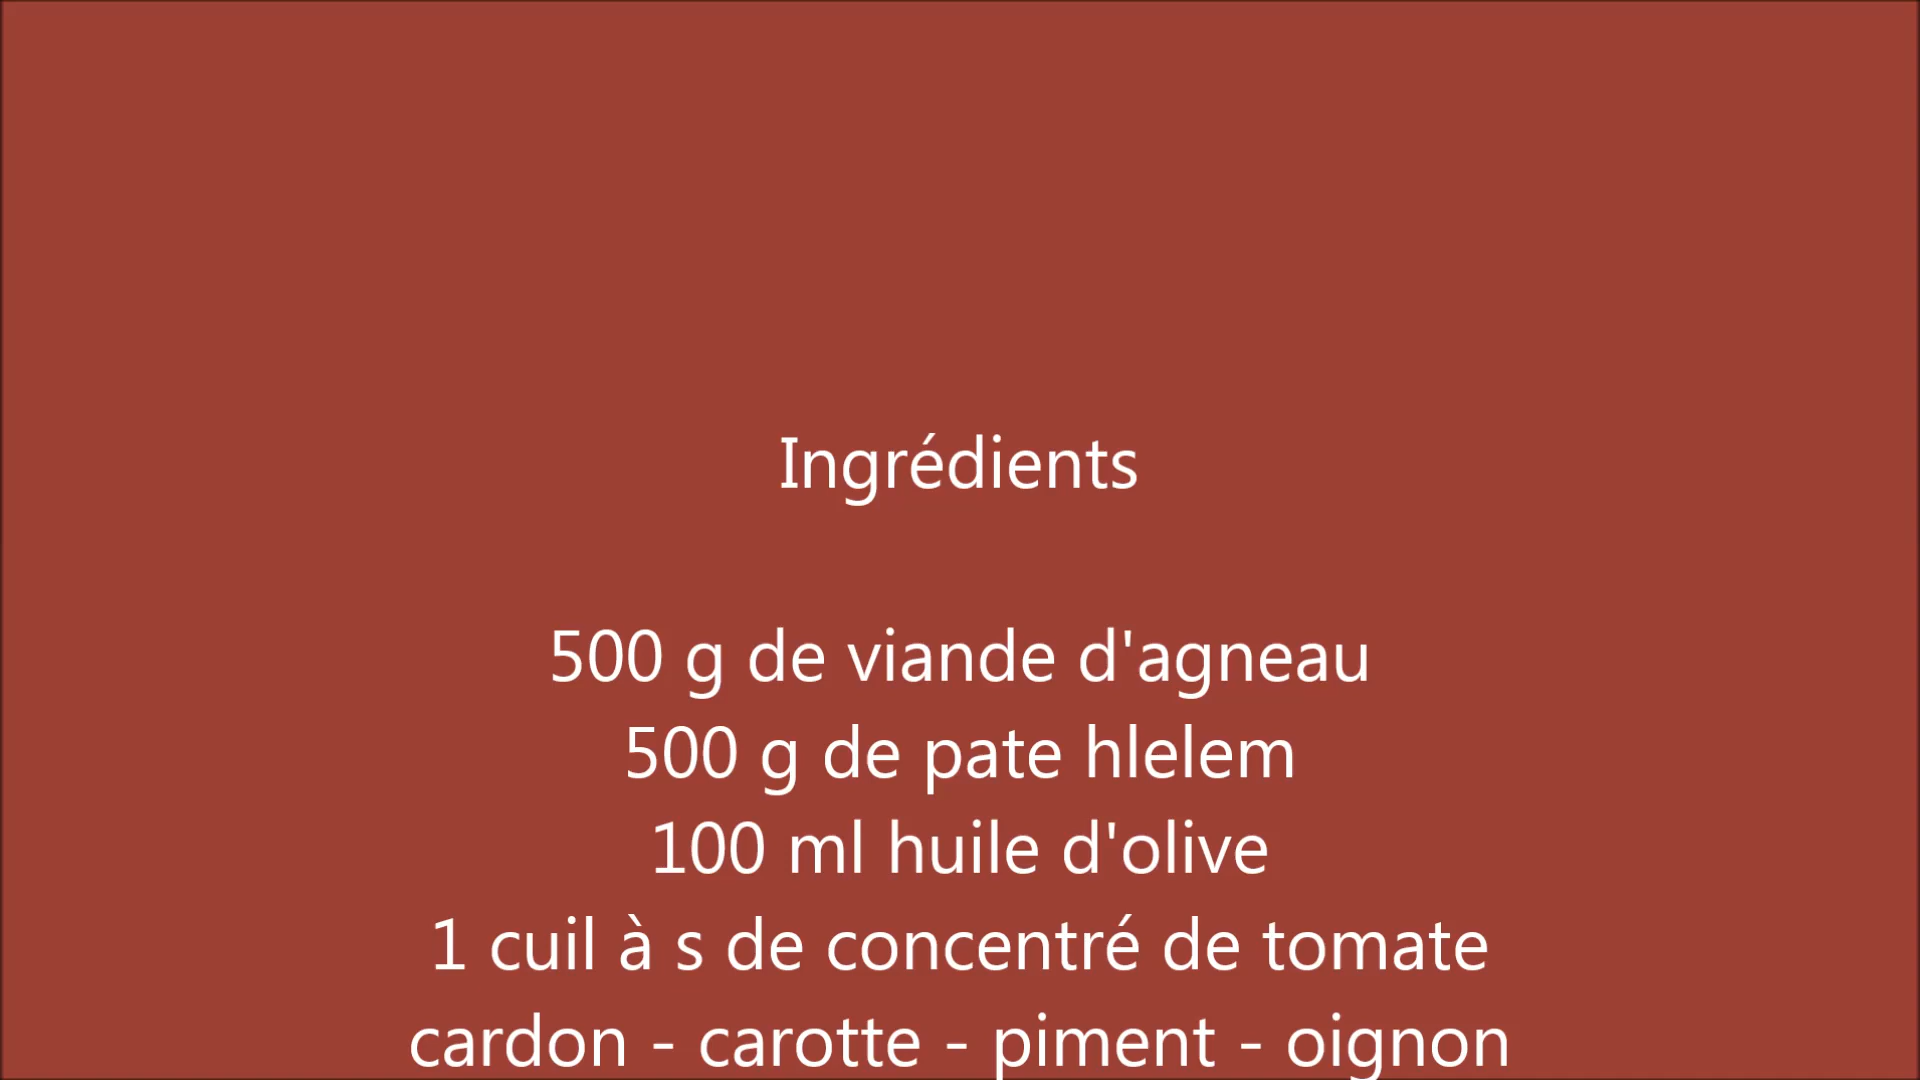 Ingrédients
500 g de viande d'agneau
500 g de pate hlelem
100 ml huile d'olive
1 cuil à s de concentré de tomate
cardon - carotte - piment - oignon